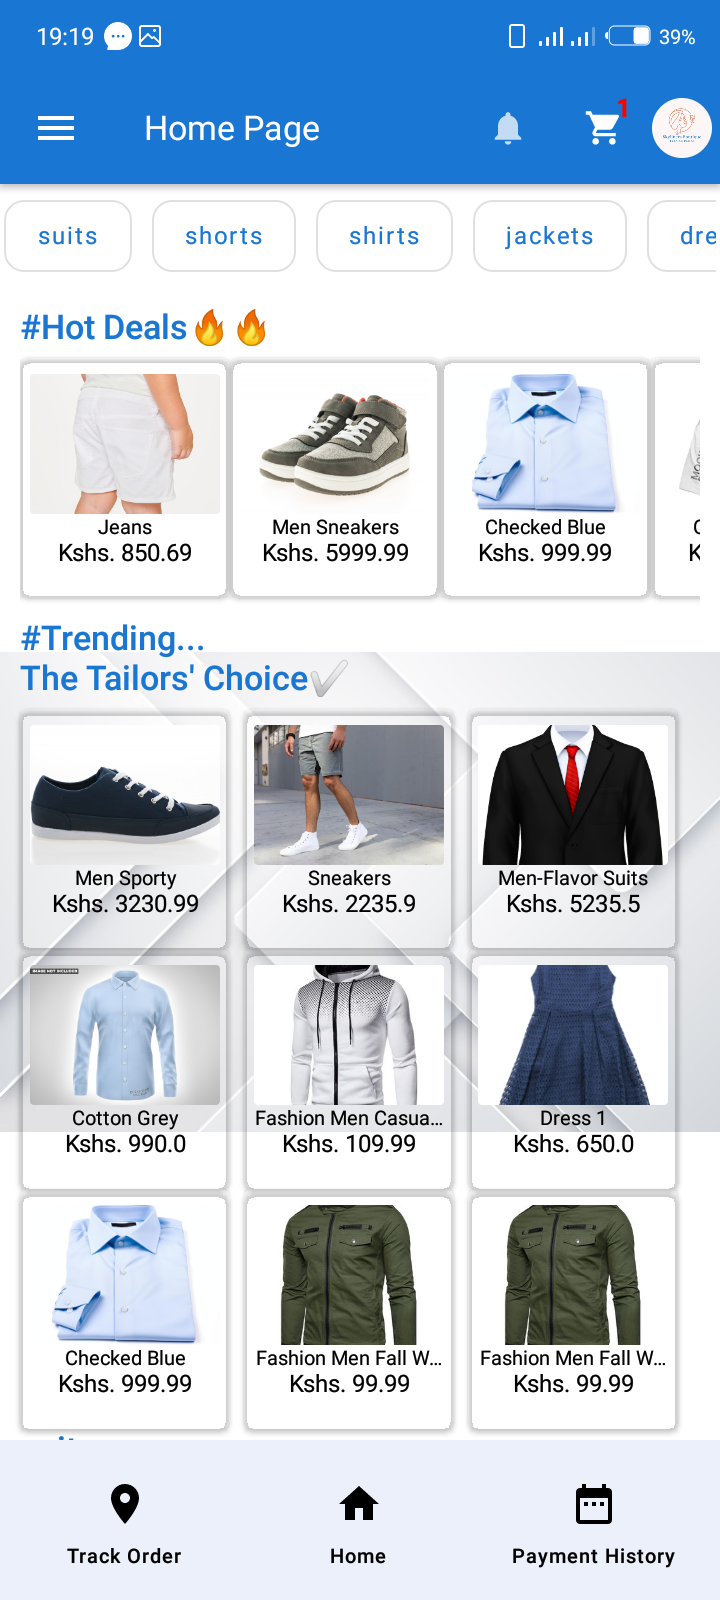 19:19
39%
Home Page
1
suits
shorts
shirts
jackets
dre
#Hot Deals🔥🔥
Jeans
Kshs. 850.69
Men Sneakers
Kshs. 5999.99
Checked Blue
Kshs. 999.99
#Trending...
The Tailors' Choice✔
Men Sporty
Kshs. 3230.99
Sneakers
Kshs. 2235.9
Men-Flavor Suits
Kshs. 5235.5
IMAGE NOT INCLUDED
Cotton Grey
Kshs. 990.0
Fashion Men Casua...
Kshs. 109.99
Dress 1
Kshs. 650.0
Checked Blue
Kshs. 999.99
Fashion Men Fall W...
Kshs. 99.99
Fashion Men Fall W...
Kshs. 99.99
Track Order
Home
Payment History